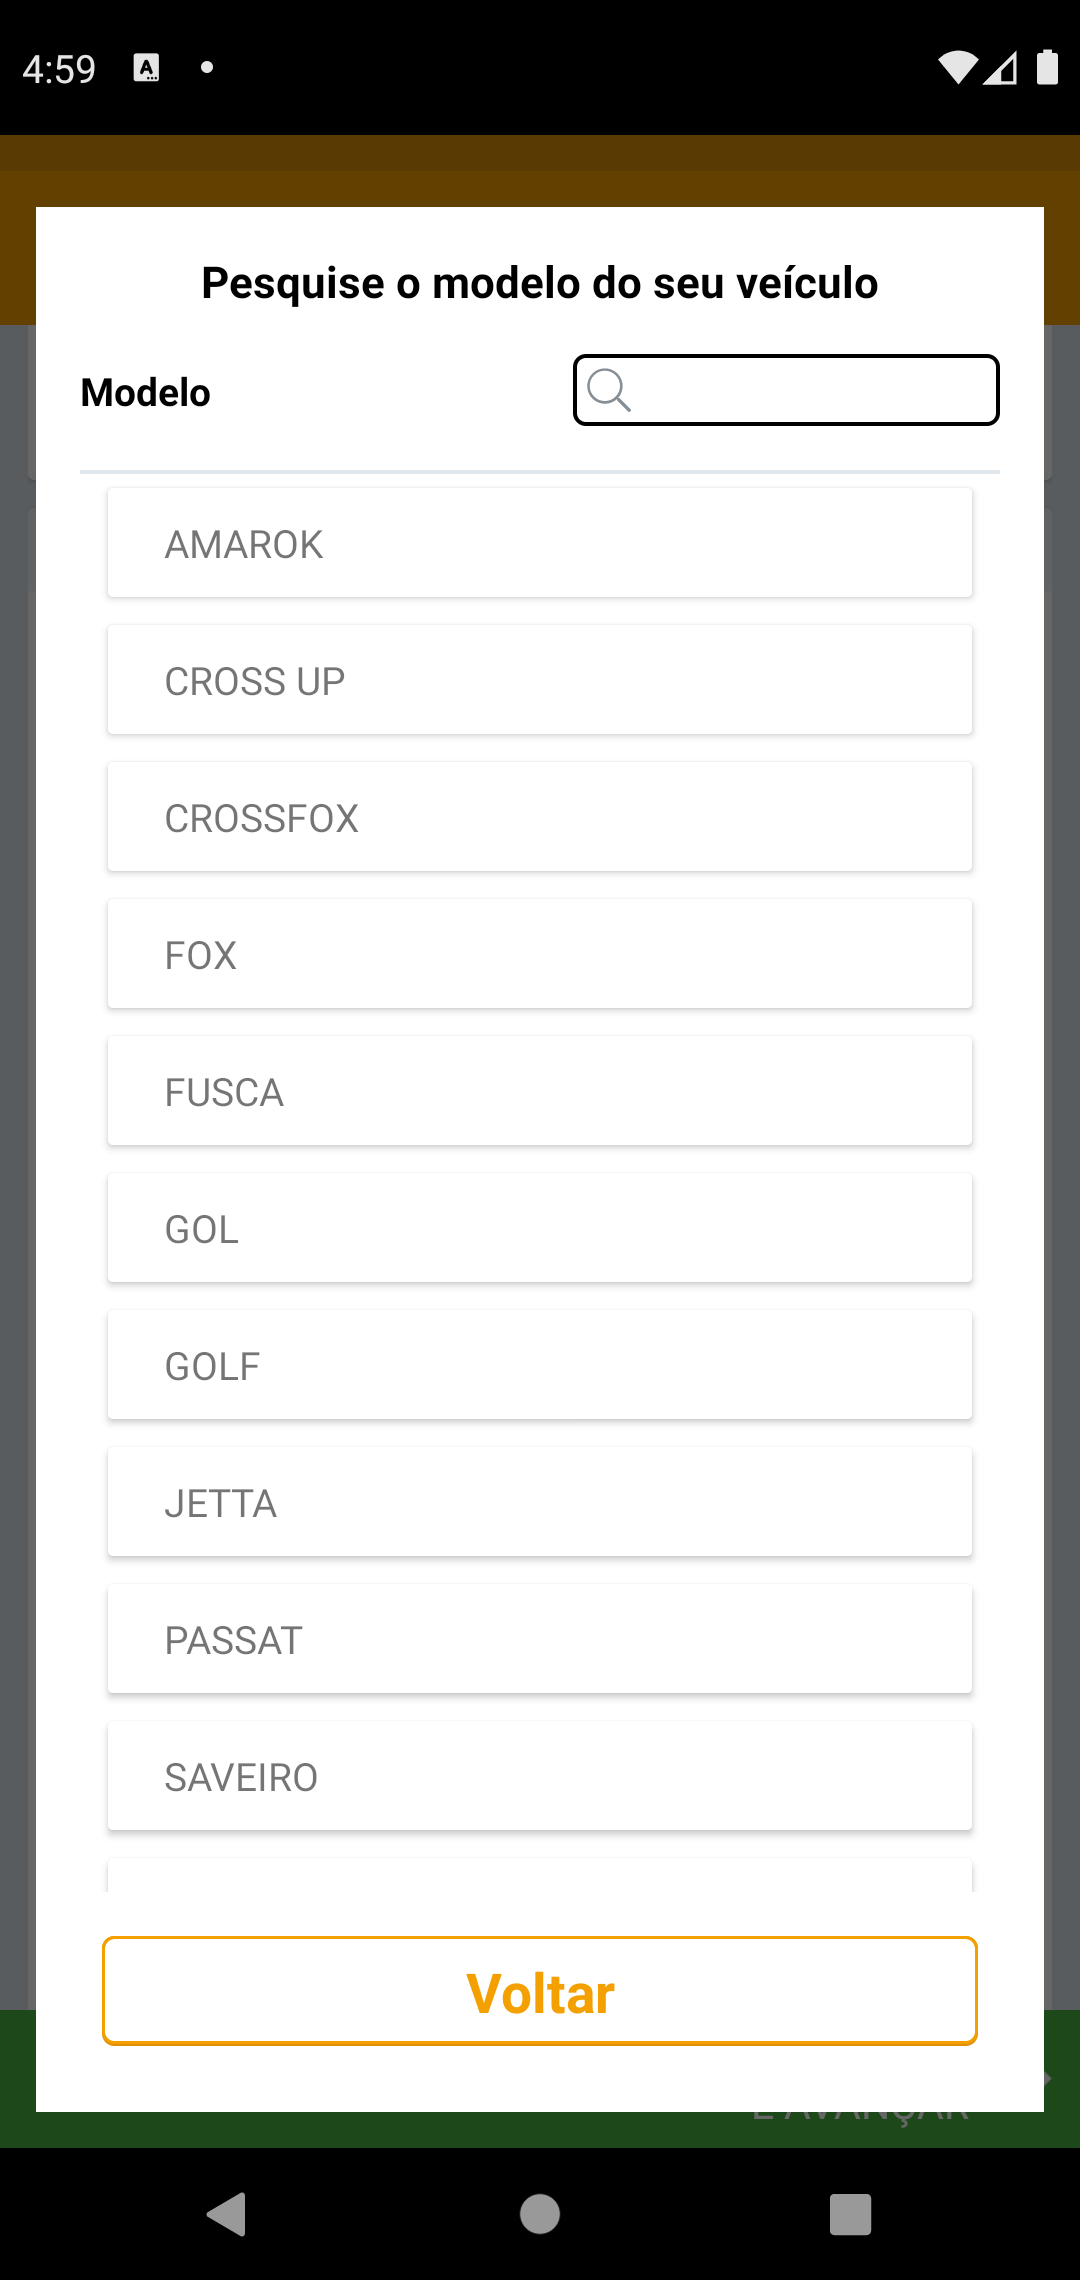 4:59
Pesquise o modelo do seu veículo
Modelo
AMAROK
CROSS UP
CROSSFOX
FOX
FUSCA
GOL
GOLF
JETTA
PASSAT
SAVEIRO
Voltar
E AVANÇAR